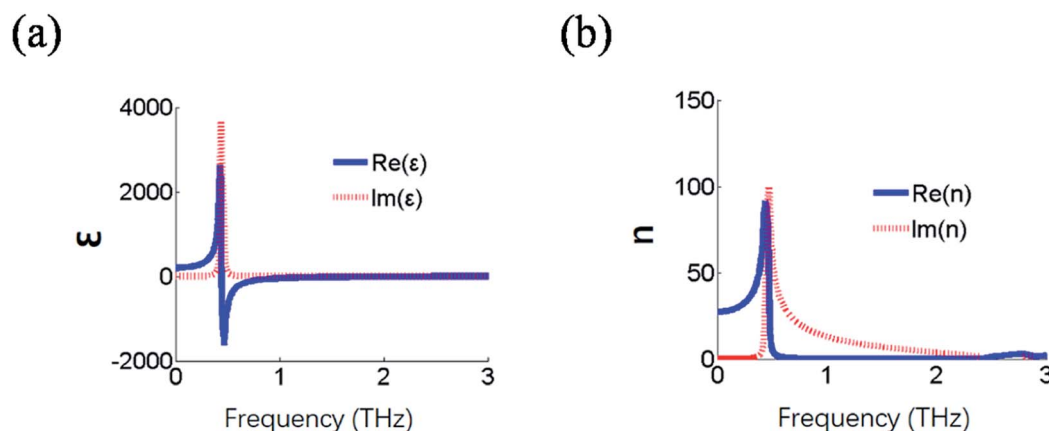 (a)
4000
2000
0
-2000
ε
Re(ε)
Im(ε)
0
1
2
3
Frequency (THz)
(b)
150
100
50
0
n
Re(n)
Im(n)
0
1
2
3
Frequency (THz)